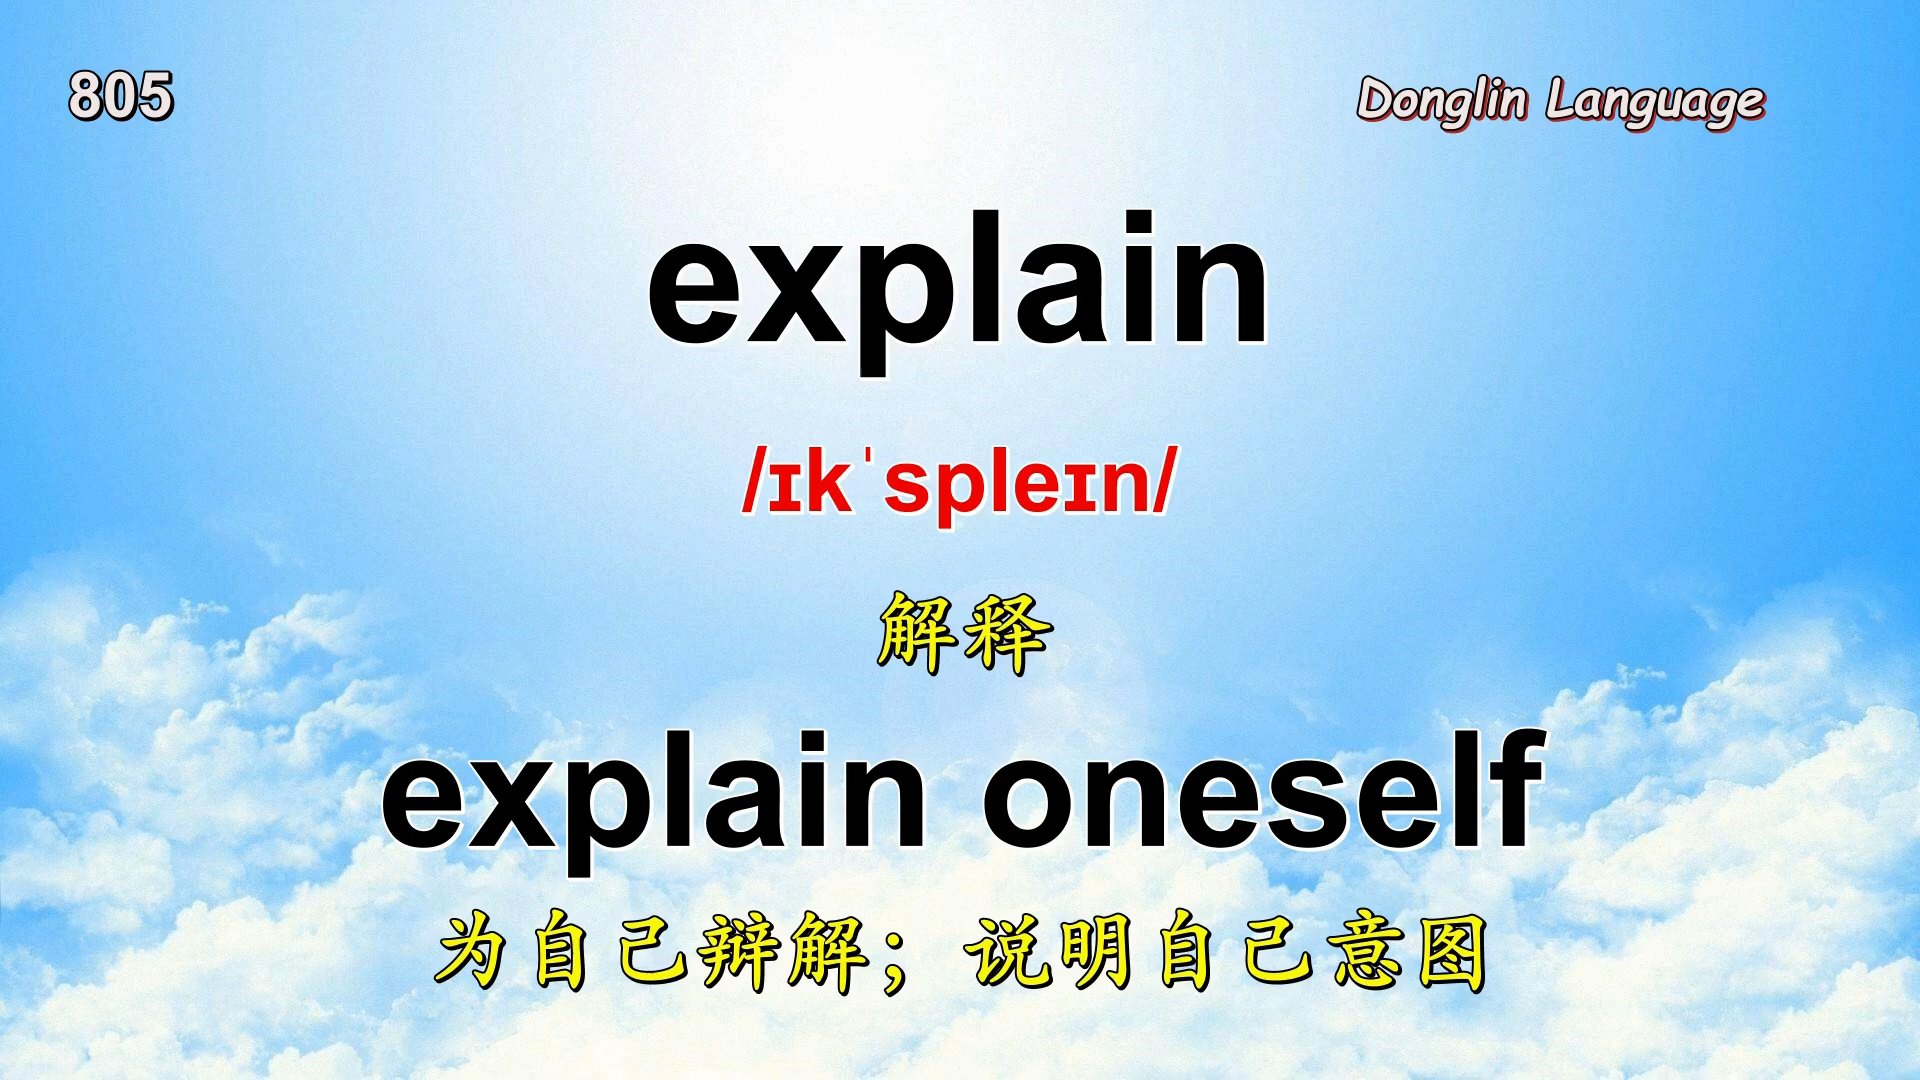 805
Donglin Language
explain
/ɪkˈspleɪn/
解释
explain oneself
为自己辩解；说明自己意图